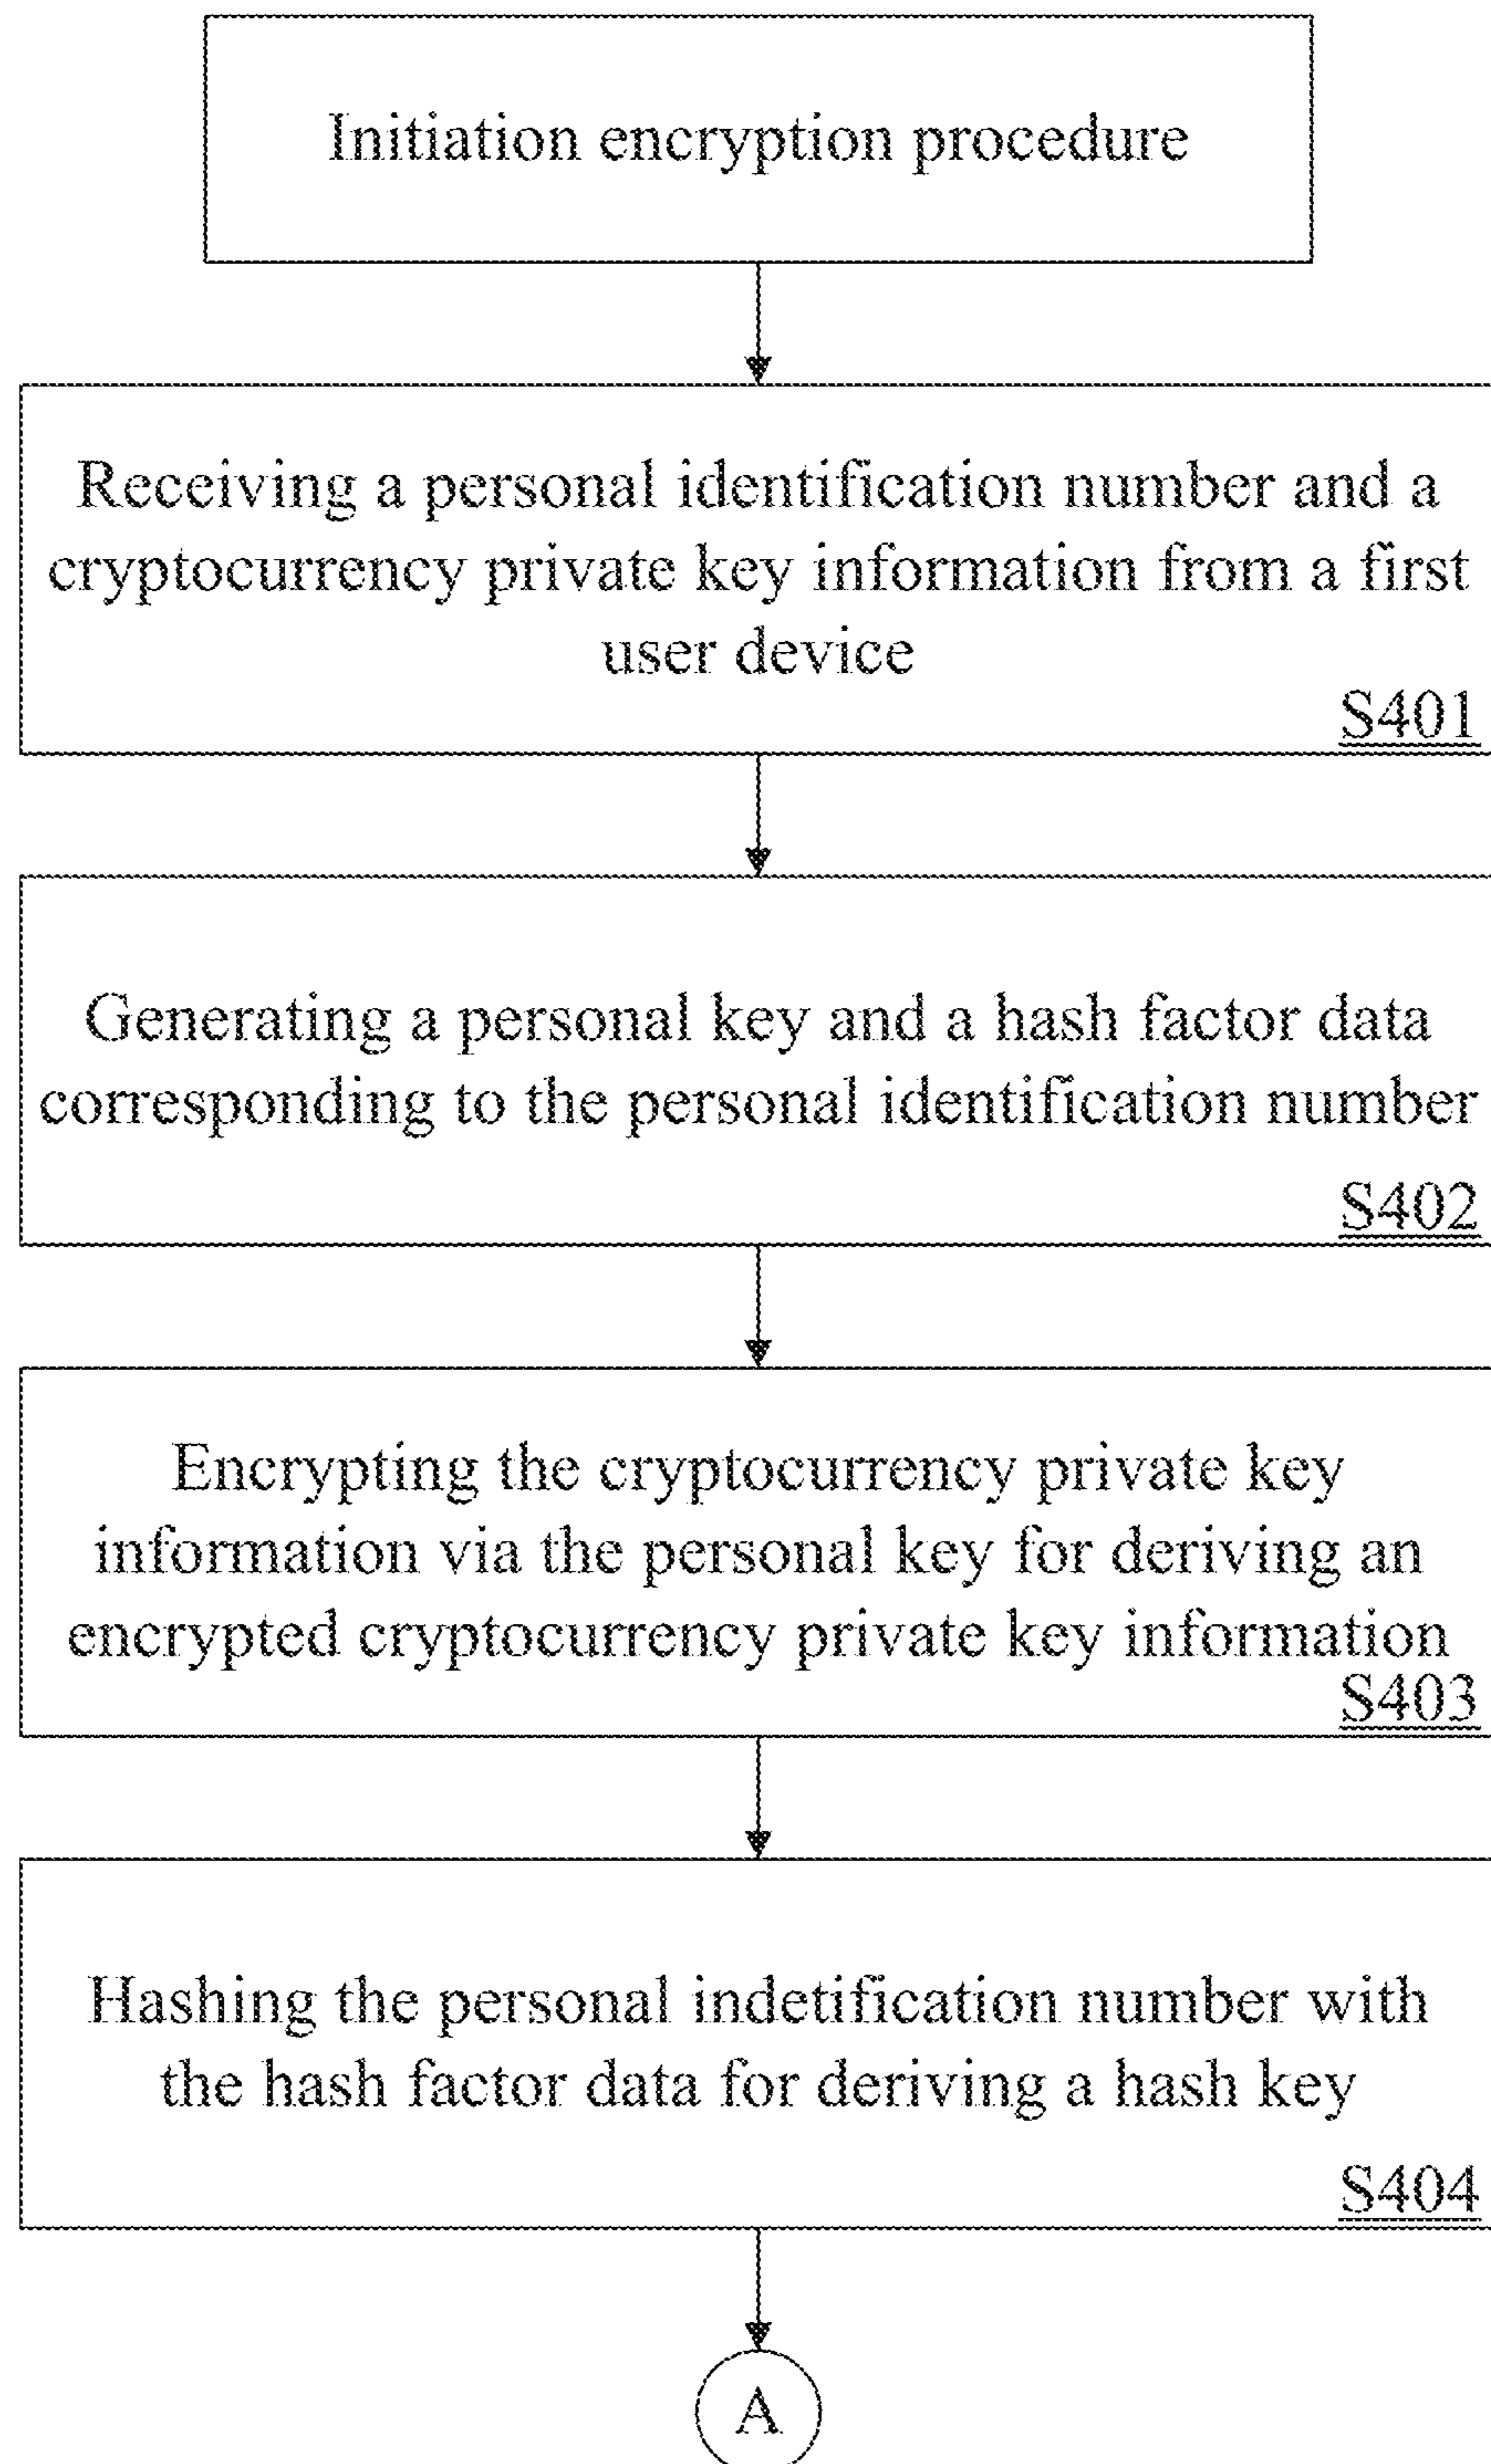 Initiation encryption procedure
Receiving a personal identification number and a
cryptocurrency private key information from a first
user device
S401
Generating a personal key and a hash factor data
corresponding to the personal identification number
S402
Encrypting the cryptocurrency private key
information via the personal key for deriving an
encrypted cryptocurrency private key information
S403
Hashing the personal indetification number with
the hash factor data for deriving a hash key
S404
A